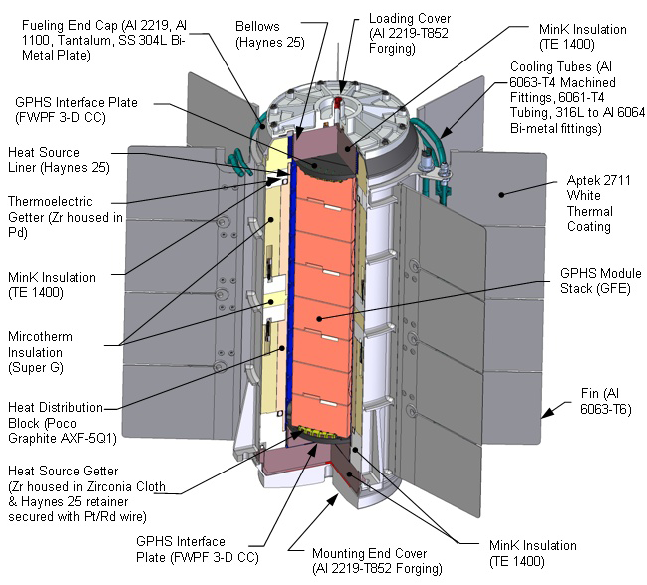 Fueling End Cap (Al 2219, Al
1100, Tantalum, SS 304L Bi-
Metal Plate)
Bellows
(Haynes 25)
Loading Cover
(Al 2219-T852
Forging)
MinK Insulation
(TE 1400)
Cooling Tubes (Al
6063-T4 Machined
Fittings, 6061-T4
Tubing, 316L to Al 6064
Bi-metal fittings)
GPHS Interface Plate
(FWPF 3-D CC)
Heat Source
Liner (Haynes 25)
Thermoelectric
Getter (Zr housed in
Pd)
Aptek 2711
White
Thermal
Coating
MinK Insulation
(TE 1400)
GPHS Module
Stack (GFE)
Mircotherm
Insulation
(Super G)
Heat Distribution
Block (Poco
Graphite AXF-5Q1)
Fin (Al
6063-T6)
Heat Source Getter
(Zr housed in Zirconia Cloth
& Haynes 25 retainer
secured with Pt/Rd wire)
GPHS Interface
Plate (FWPF 3-D CC)
Mounting End Cover
(Al 2219-T852 Forging)
MinK Insulation
(TE 1400)